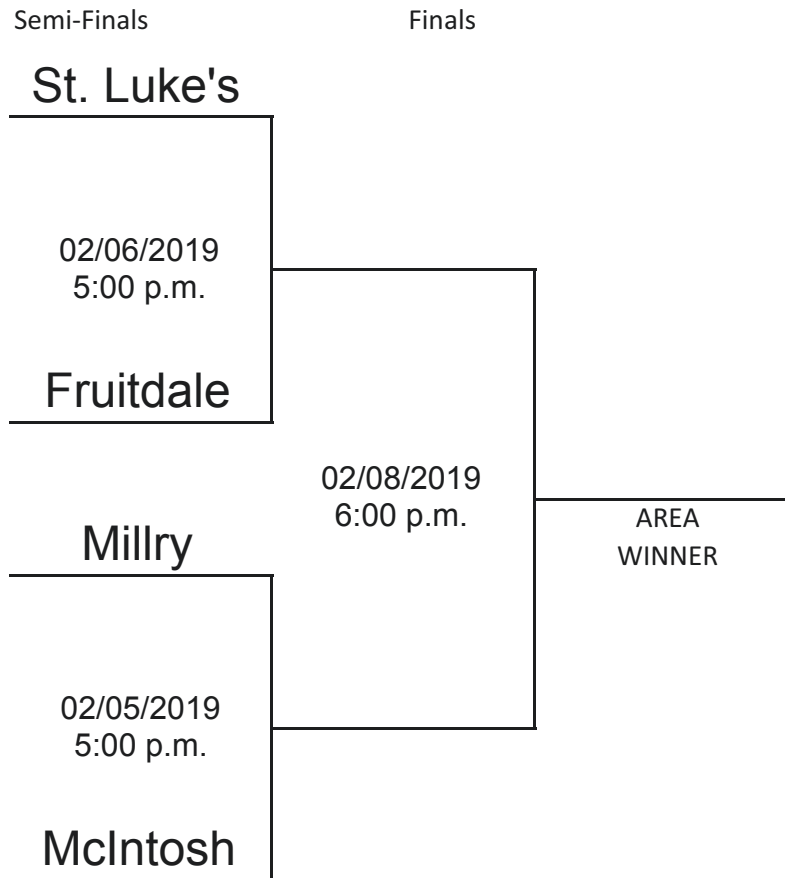 Semi-Finals
Finals
St. Luke's
02/06/2019
5:00 p.m.
Fruitdale
02/08/2019
6:00 p.m.
AREA
WINNER
Millry
02/05/2019
5:00 p.m.
McIntosh